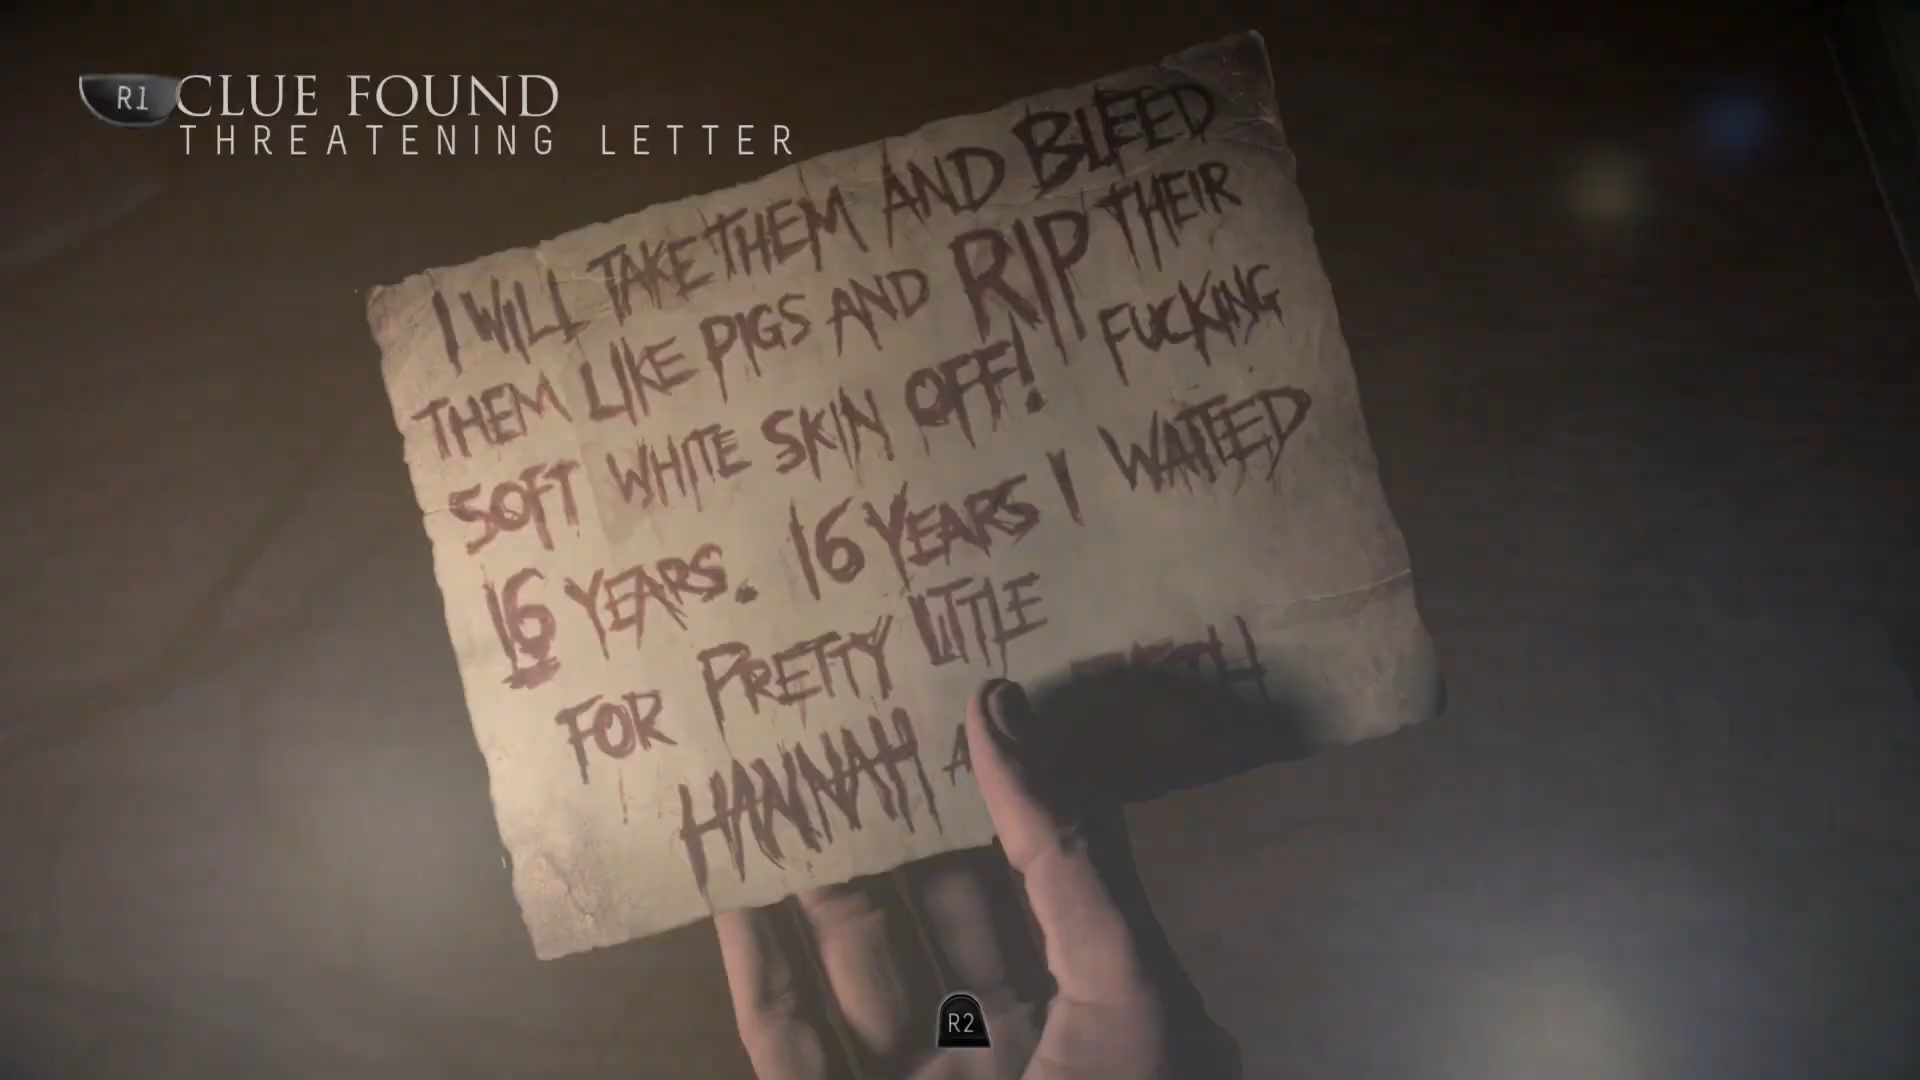 R1 CLUE FOUND
THREATENING LETTER
I WILL TAKE THEM AND BLEED
THEM LIKE PIGS AND RIP THEIR
SOFT WHITE SKIN OFF! FUCKING
16 YEARS. 16 YEARS I WAITED
FOR PRETTY LITTLE
HANNAH
R2